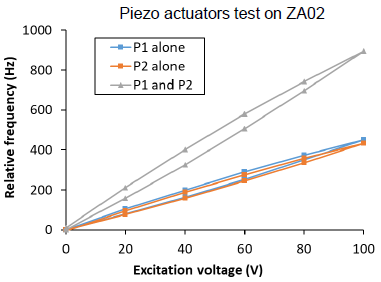 Piezo actuators test on ZA02
P1 alone
P2 alone
P1 and P2
Relative frequency (Hz)
1000
800
600
400
200
0
0 20 40 60 80 100
Excitation voltage (V)